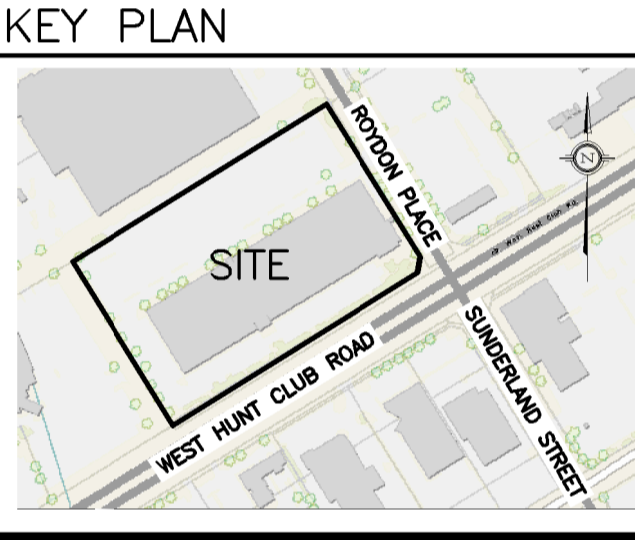 KEY PLAN
ROYDON PLACE
N
SITE
WEST HUNT CLUB ROAD
SUNDERLAND STREET